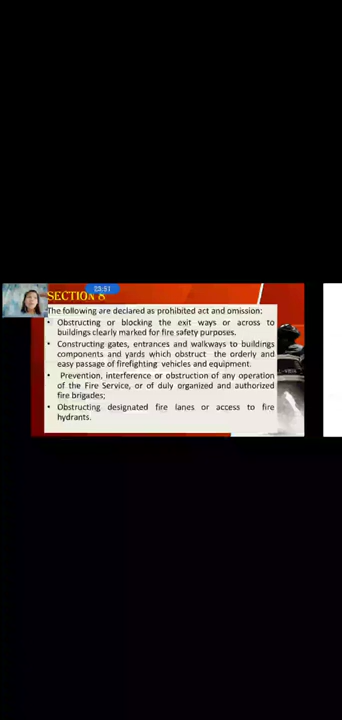 23:51
SECTION 8
The following are declared as prohibited act and omission:
• Obstructing or blocking the exit ways or across to
buildings clearly marked for fire safety purposes.
• Constructing gates, entrances and walkways to buildings
components and yards which obstruct the orderly and
easy passage of firefighting vehicles and equipment.
• Prevention, interference or obstruction of any operation
of the Fire Service, or of duly organized and authorized
fire brigades;
• Obstructing designated fire lanes or access to fire
hydrants.